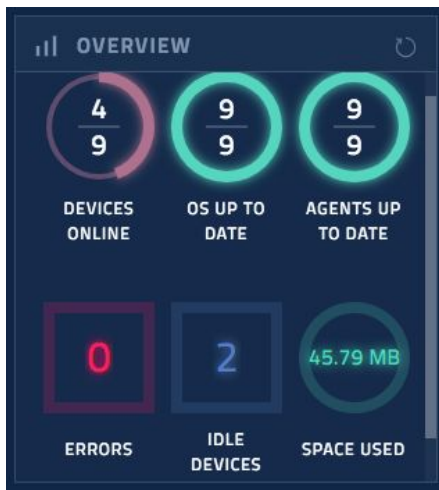 OVERVIEW
4
9
9
9
9
9
DEVICES
ONLINE
OS UP TO
DATE
AGENTS UP
TO DATE
0
2
45.79 MB
ERRORS
IDLE
DEVICES
SPACE USED